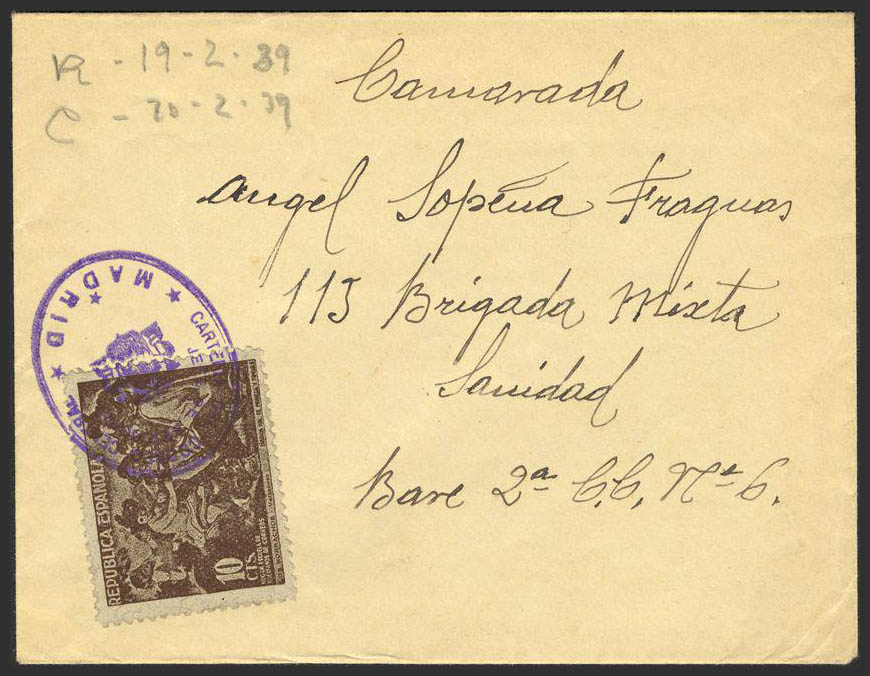 R - 19 - 2 - 39
C - 20 - 2 - 39
Camarada
Angel Sopeña Fraguas
113 Brigada Mixta
Sanidad
Base 2ª C.C. Nº 6.
MADRID
REPUBLICA ESPAÑOLA
10
CTS.